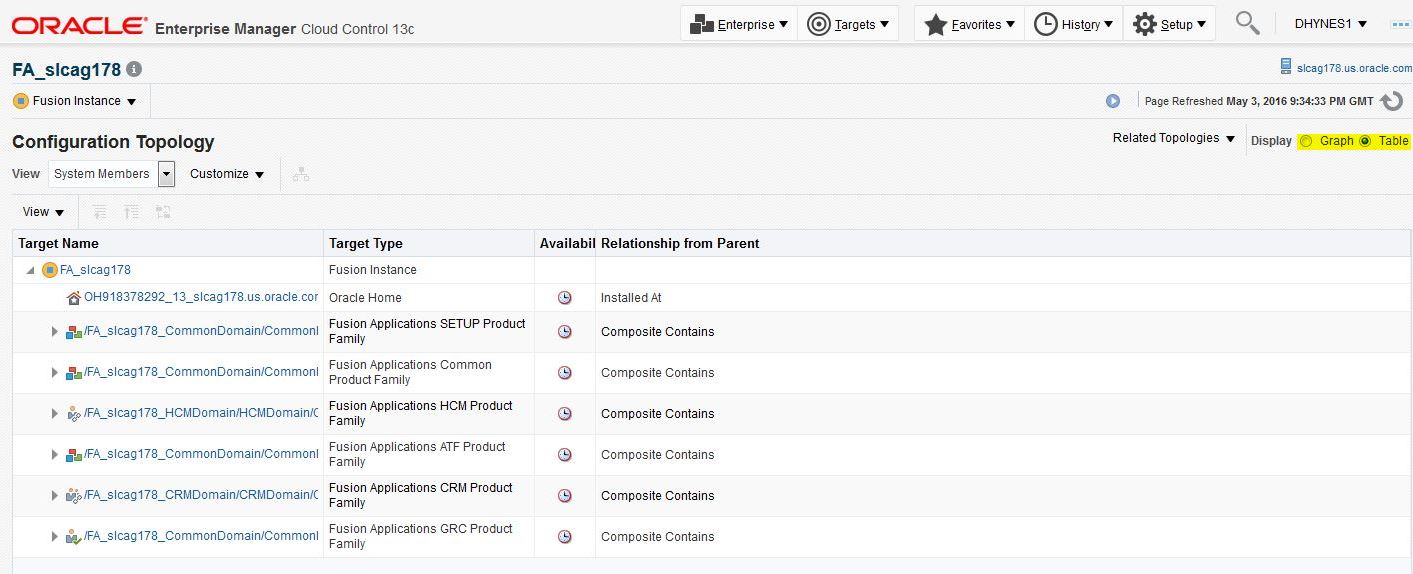 ORACLE Enterprise Manager Cloud Control 13c Enterprise Targets Favorites History Setup DHYNES1
FA_slcag178 slcag178.us.oracle.com
Fusion Instance Page Refreshed May 3, 2016 9:34:33 PM GMT
Configuration Topology Related Topologies Display Graph Table
View System Members Customize
View
Target Name Target Type Availabil Relationship from Parent
FA_slcag178 Fusion Instance
OH918378292_13_slcag178.us.oracle.cor Oracle Home Installed At
/FA_slcag178_CommonDomain/CommonI Fusion Applications SETUP Product Composite Contains
Family
/FA_slcag178_CommonDomain/CommonI Fusion Applications Common Composite Contains
Product Family
/FA_slcag178_HCMDomain/HCMDomain/C Fusion Applications HCM Product Composite Contains
Family
/FA_slcag178_CommonDomain/CommonI Fusion Applications ATF Product Composite Contains
Family
/FA_slcag178_CRMDomain/CRMDomain/C Fusion Applications CRM Product Composite Contains
Family
/FA_slcag178_CommonDomain/CommonI Fusion Applications GRC Product Composite Contains
Family